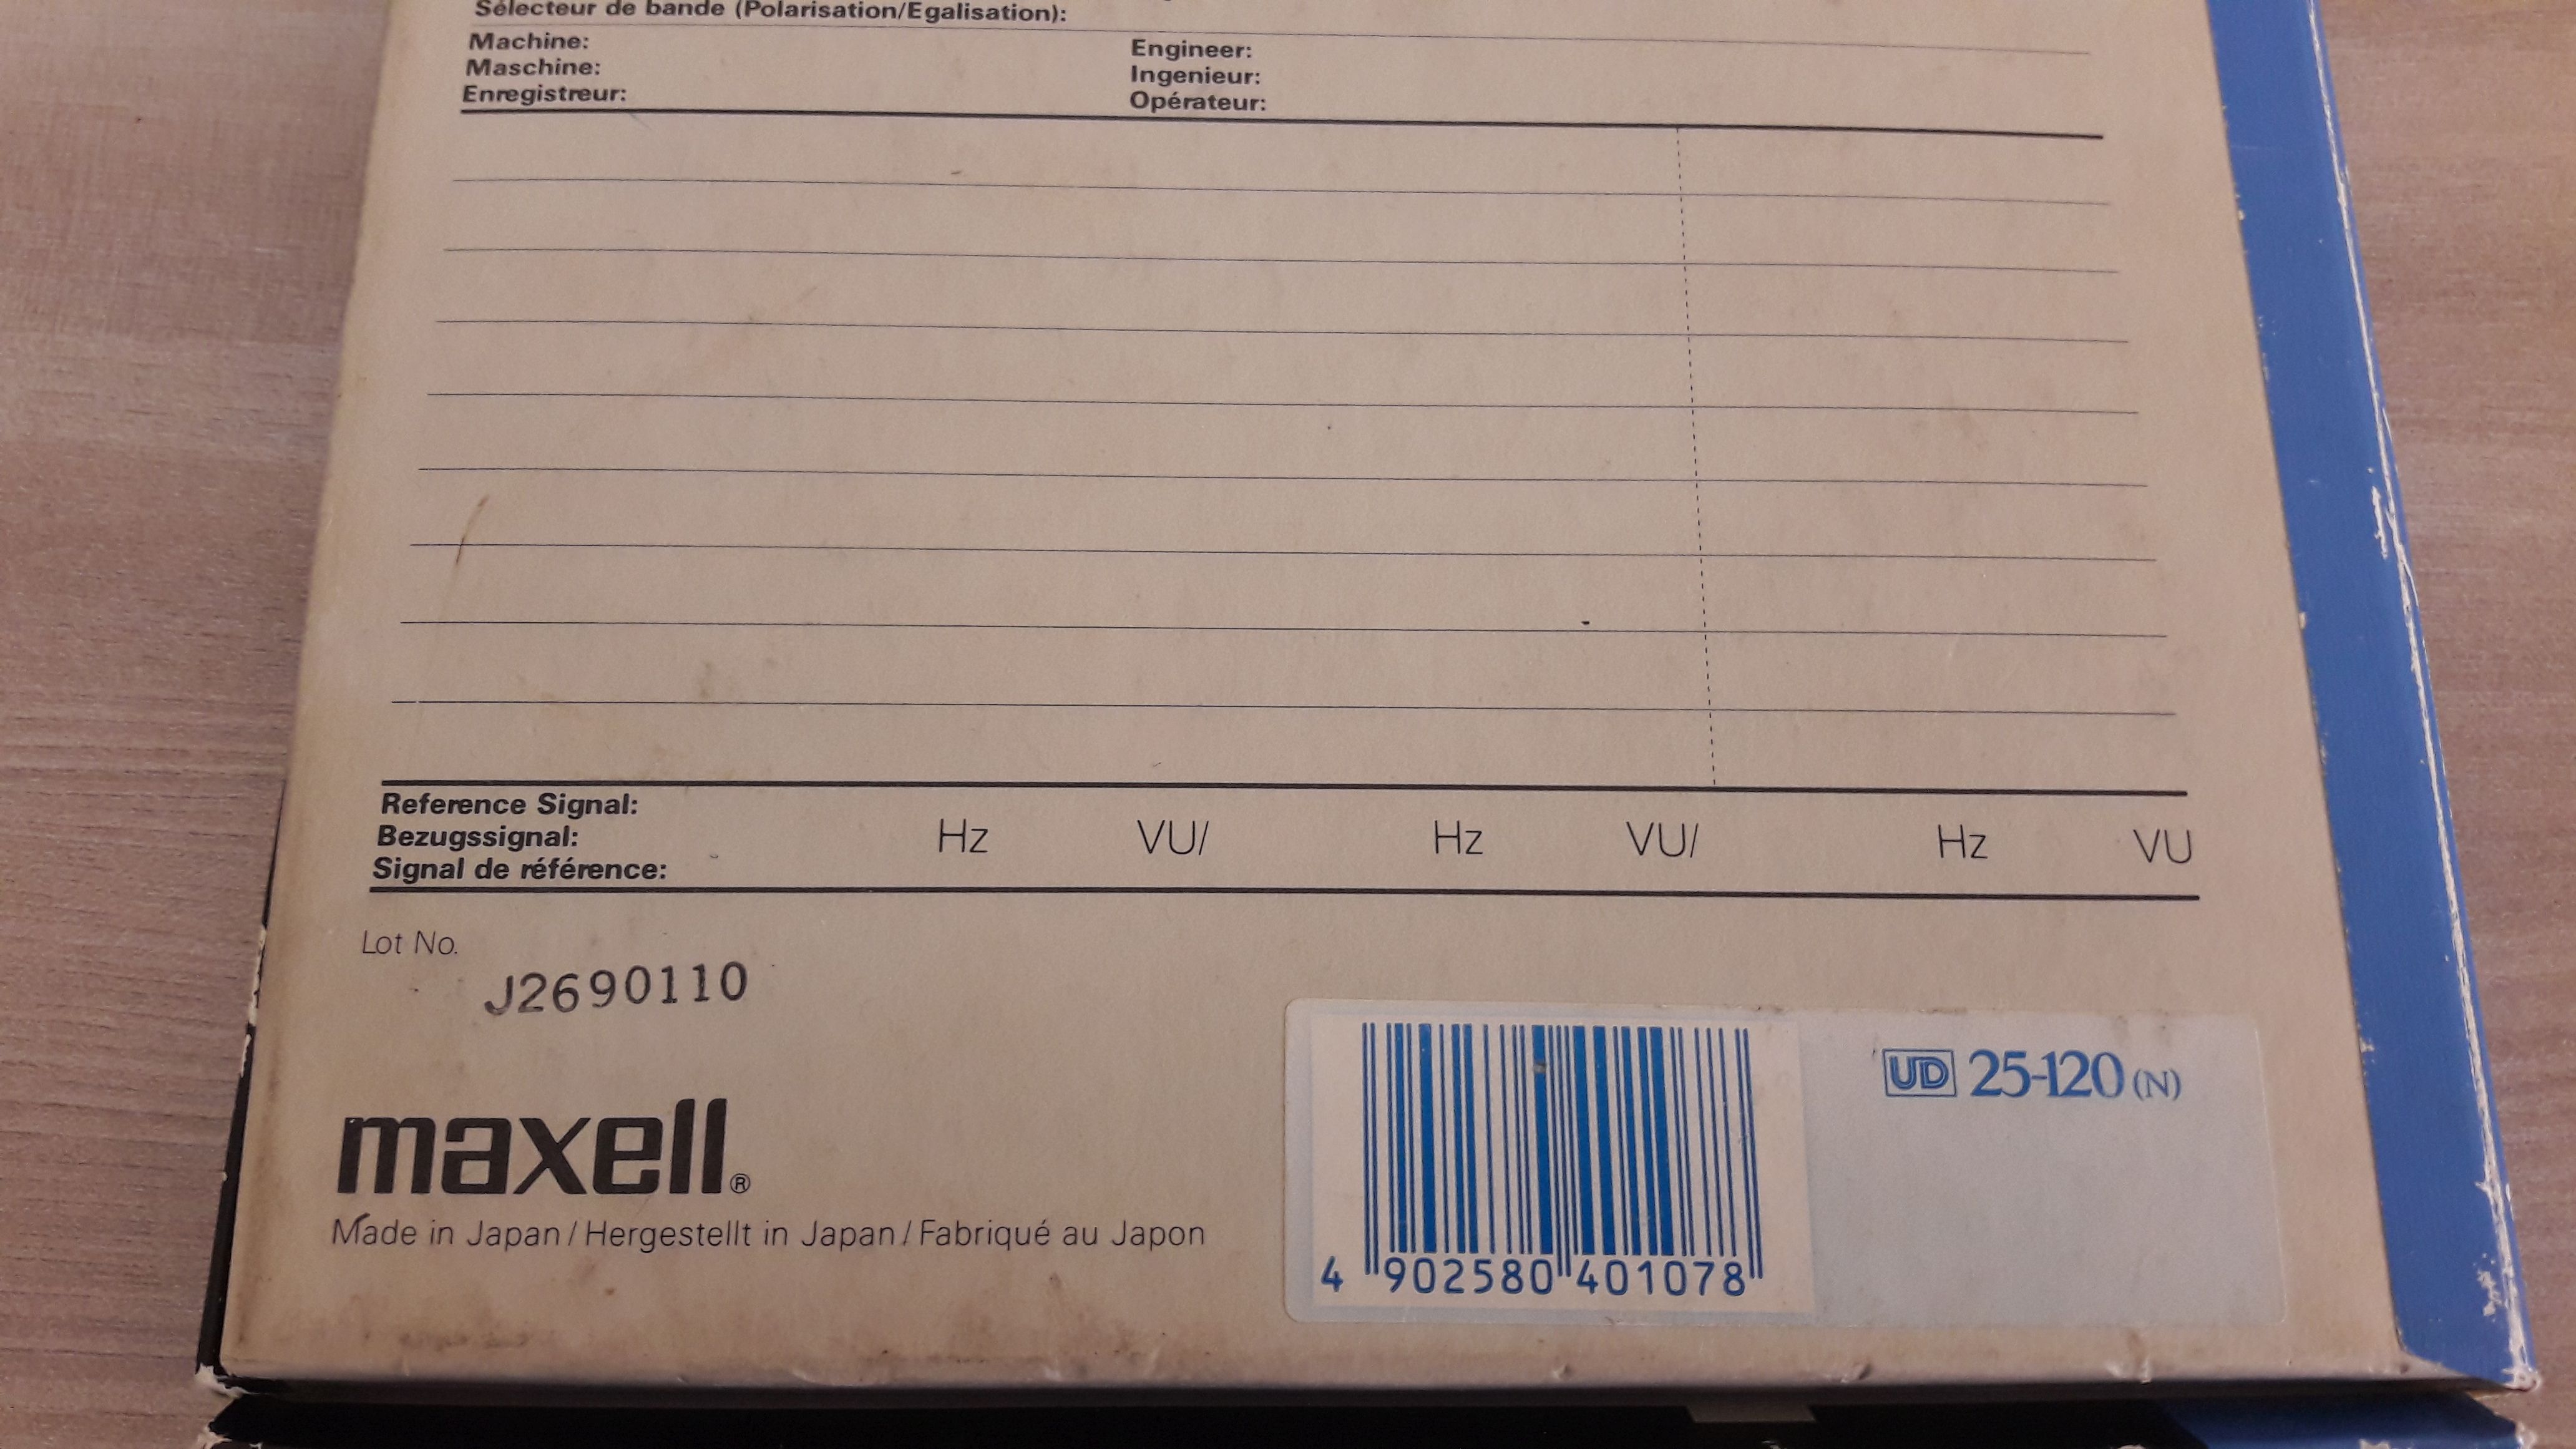 Sélecteur de bande (Polarisation/Egalisation):
Machine:
Maschine:
Enregistreur:
Engineer:
Ingenieur:
Opérateur:
Reference Signal:
Bezugssignal:
Signal de référence:
Hz VU/ Hz VU/ Hz VU
Lot No.
J2690110
maxell®
Made in Japan / Hergestellt in Japan / Fabriqué au Japon
UD 25-120 (N)
4 902580 401078